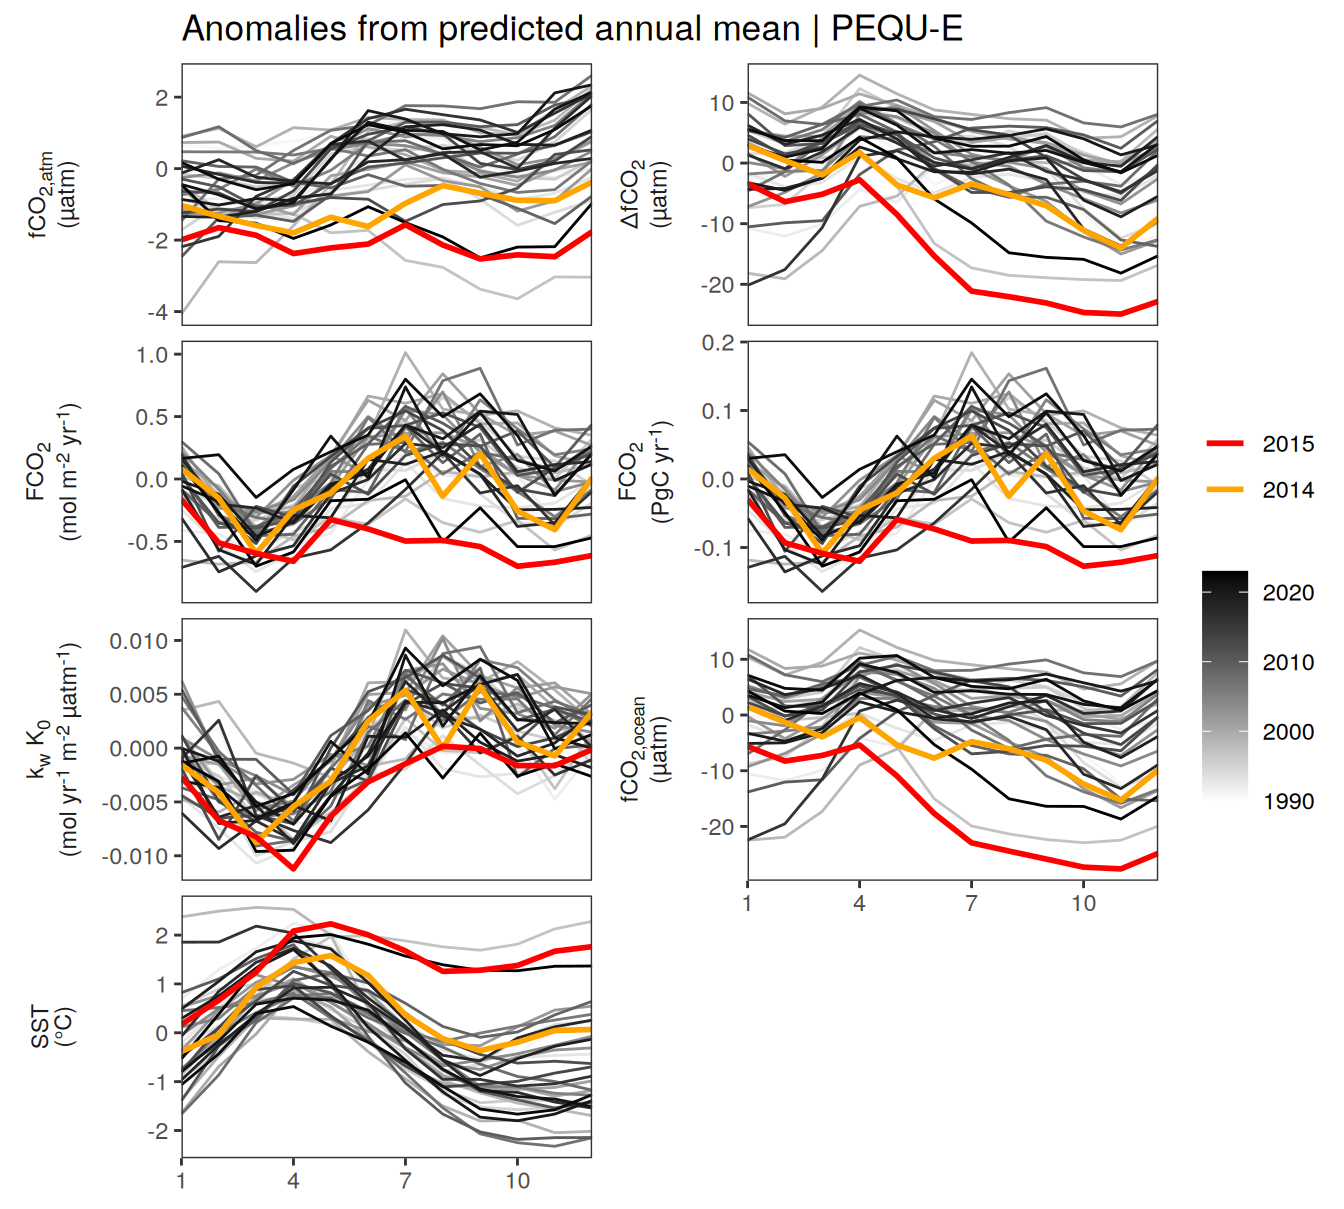 Anomalies from predicted annual mean | PEQU-E
fCO2,atm
(µatm)
2
0
-2
-4
ΔfCO2
(µatm)
10
0
-10
-20
FCO2
(mol m-2 yr-1)
1.0
0.5
0.0
-0.5
FCO2
(PgC yr-1)
0.2
0.1
0.0
-0.1
kw K0
(mol yr-1 m-2 µatm-1)
0.010
0.005
0.000
-0.005
-0.010
fCO2,ocean
(µatm)
10
0
-10
-20
1 4 7 10
SST
(°C)
2
1
0
-1
-2
1 4 7 10
2015
2014
2020
2010
2000
1990